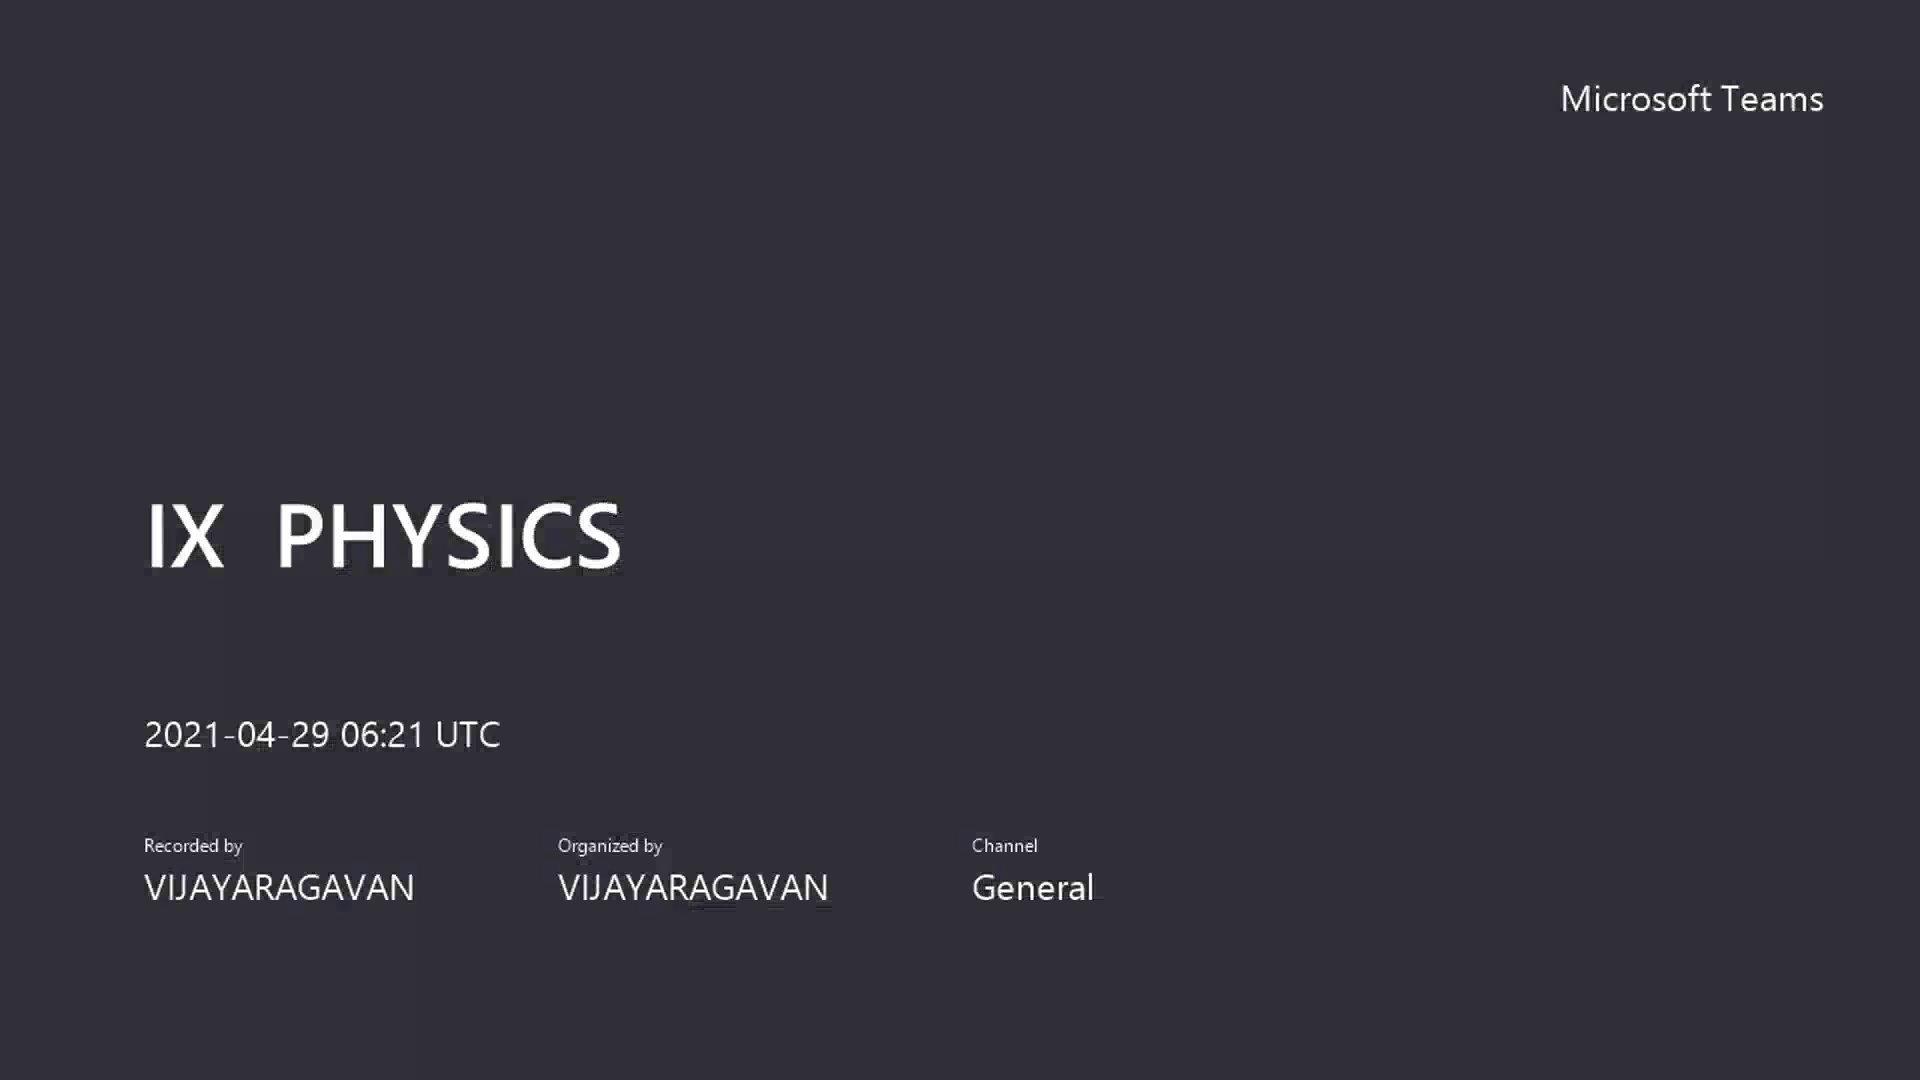 Microsoft Teams
IX PHYSICS
2021-04-29 06:21 UTC
Recorded by
VIJAYARAGAVAN
Organized by
VIJAYARAGAVAN
Channel
General